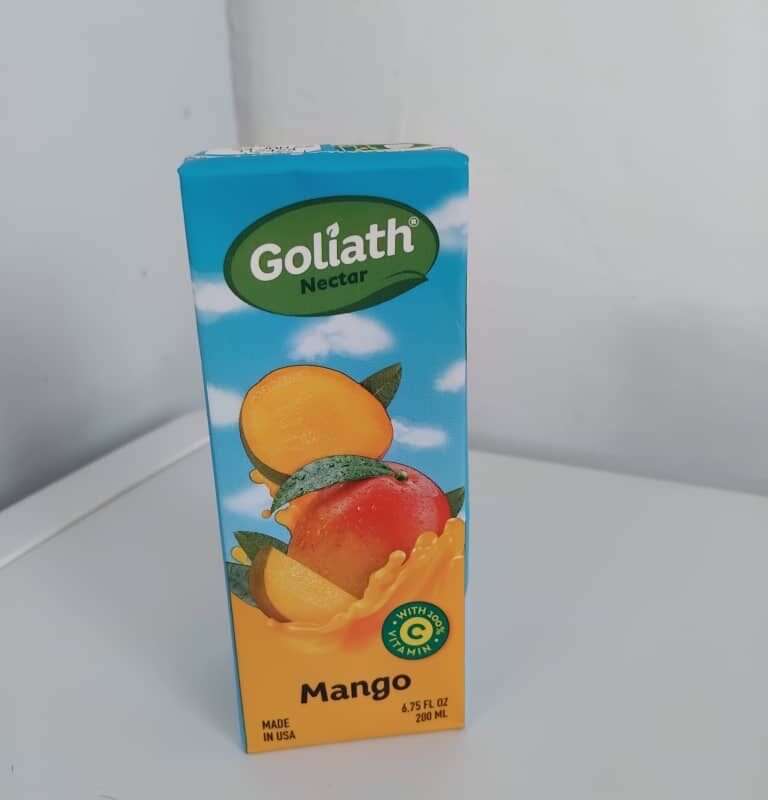 Goliath®
Nectar
WITH 100%
C
VITAMIN
Mango
6.75 FL OZ
200 ML
MADE
IN USA